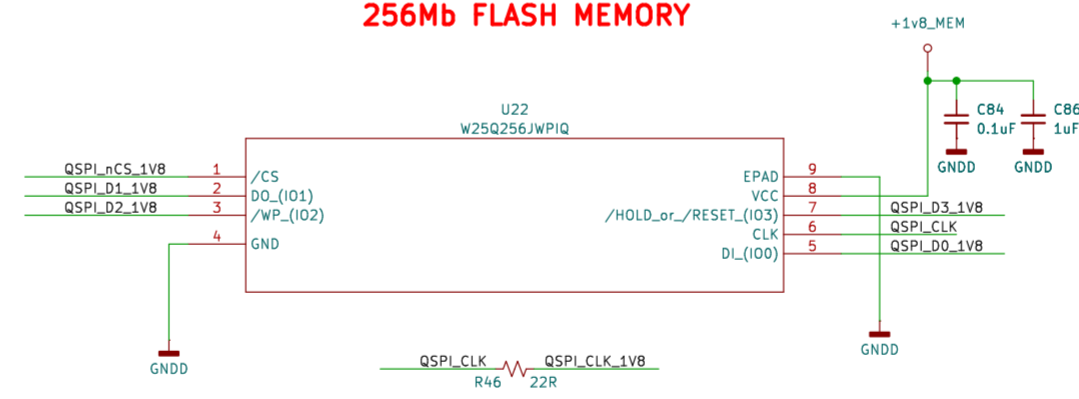 256Mb FLASH MEMORY
+1v8_MEM
U22
W25Q256JWPIQ
C84
0.1uF
C86
1uF
GNDD
GNDD
QSPI_nCS_1V8 1 /CS
QSPI_D1_1V8 2 DO_(IO1)
QSPI_D2_1V8 3 /WP_(IO2)
4 GND
EPAD 9
VCC 8
/HOLD_or_/RESET_(IO3) 7 QSPI_D3_1V8
CLK 6 QSPI_CLK
DI_(IO0) 5 QSPI_D0_1V8
GNDD
GNDD
QSPI_CLK QSPI_CLK_1V8
R46 22R